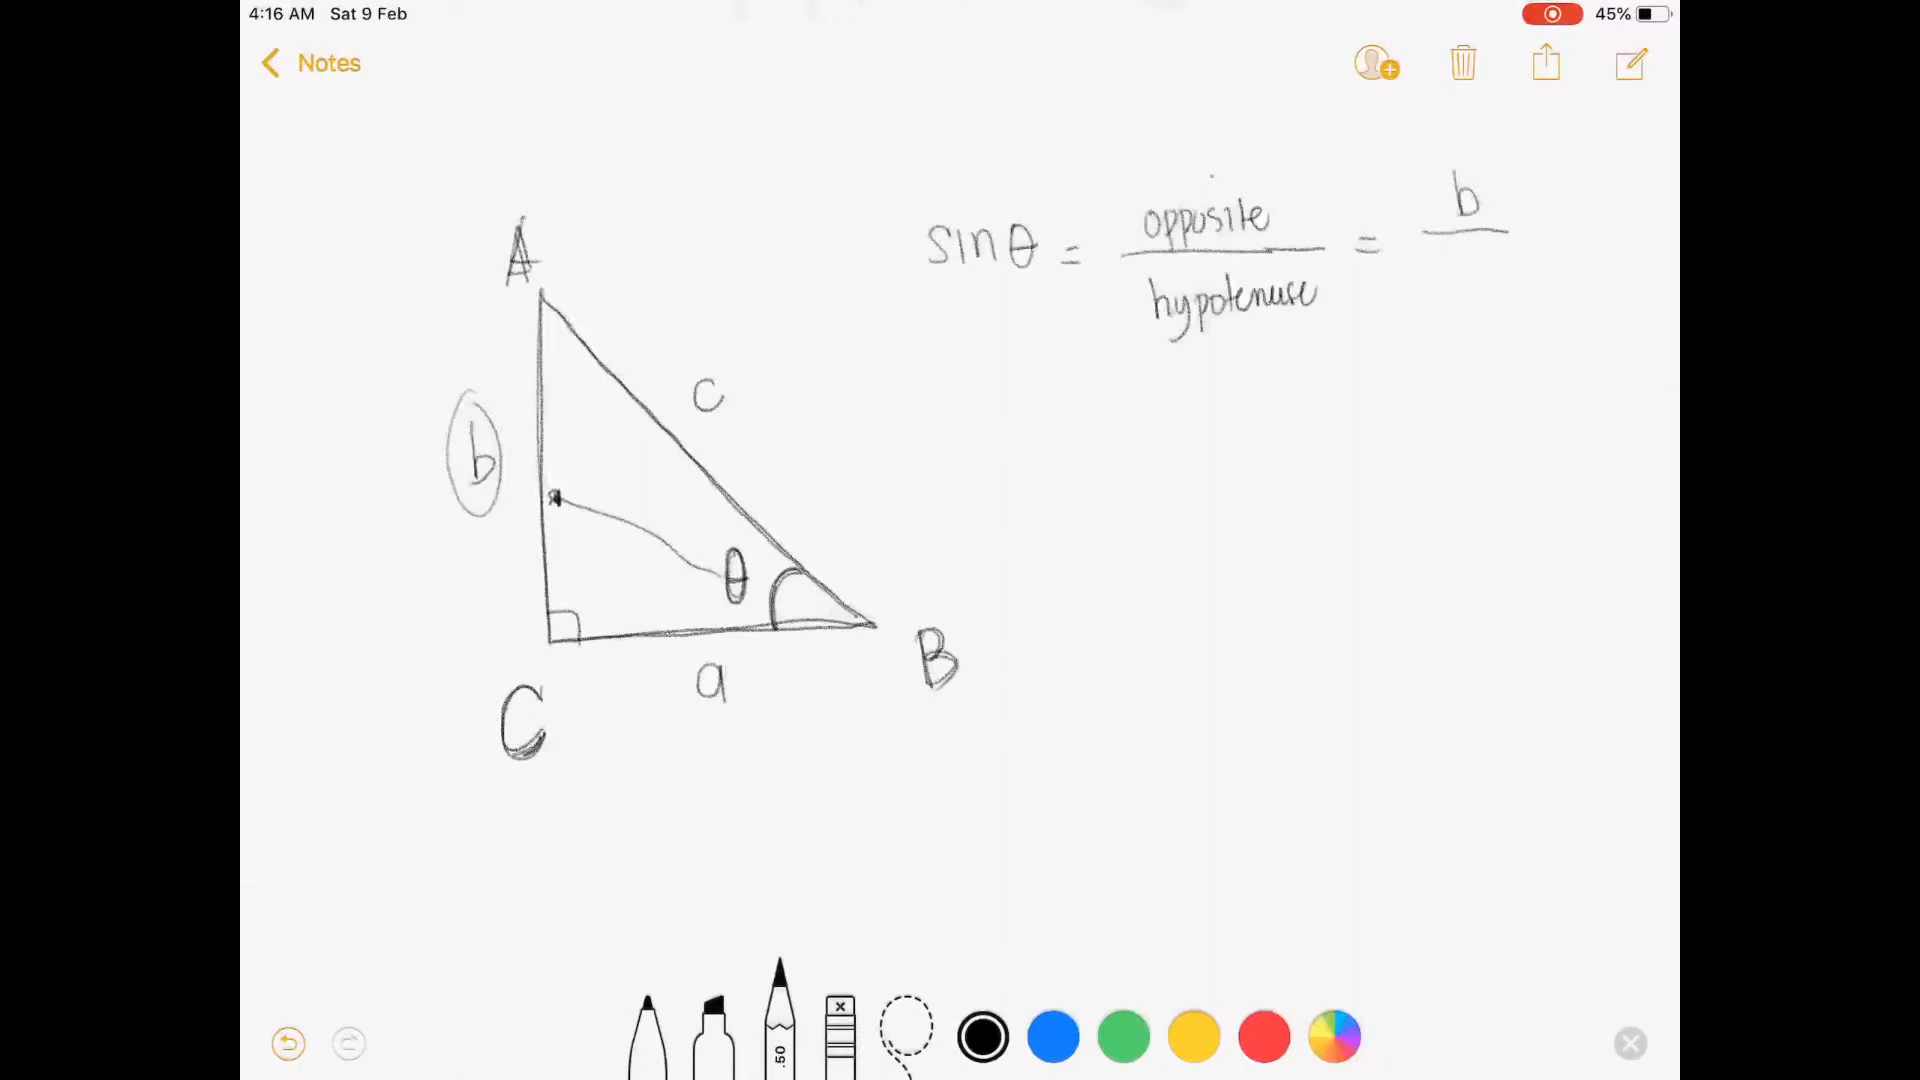 4:16 AM Sat 9 Feb
45%
Notes
sinθ = opposite / hypotenuse = b
A
c
b
θ
B
a
C
.50